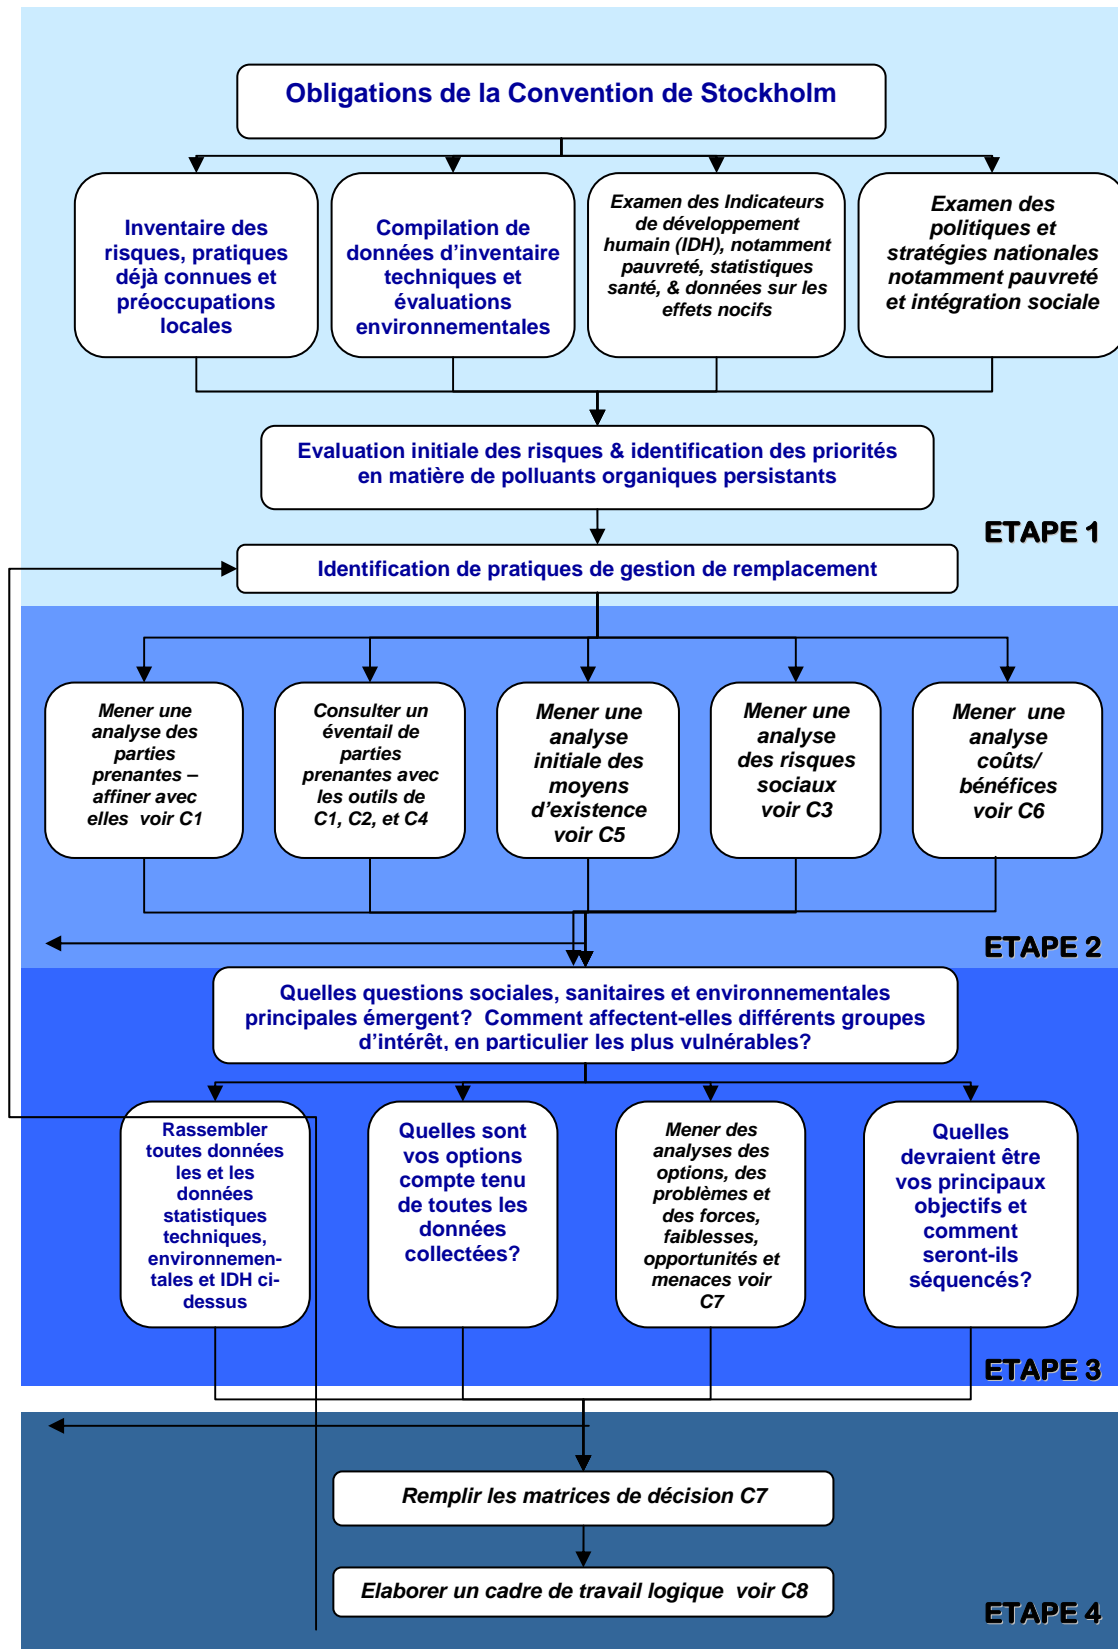 Obligations de la Convention de Stockholm
Inventaire des
risques, pratiques
déjà connues et
préoccupations
locales
Compilation de
données d'inventaire
techniques et
évaluations
environnementales
Examen des Indicateurs
de développement
humain (IDH), notamment
pauvreté, statistiques
santé, & données sur les
effets nocifs
Examen des
politiques et
stratégies nationales
notamment pauvreté
et intégration sociale
Evaluation initiale des risques & identification des priorités
en matière de polluants organiques persistants
ETAPE 1
Identification de pratiques de gestion de remplacement
Mener une
analyse des
parties
prenantes –
affiner avec
elles voir C1
Consulter un
éventail de
parties
prenantes avec
les outils de
C1, C2, et C4
Mener une
analyse
initiale des
moyens
d'existence
voir C5
Mener une
analyse
des risques
sociaux
voir C3
Mener une
analyse
coûts/
bénéfices
voir C6
ETAPE 2
Quelles questions sociales, sanitaires et environnementales
principales émergent? Comment affectent-elles différents groupes
d'intérêt, en particulier les plus vulnérables?
Rassembler
toutes données
les et les
données
statistiques
techniques,
environnemen-
tales et IDH ci-
dessus
Quelles sont
vos options
compte tenu
de toutes les
données
collectées?
Mener des
analyses des
options, des
problèmes et
des forces,
faiblesses,
opportunités et
menaces voir
C7
Quelles
devraient être
vos principaux
objectifs et
comment
seront-ils
séquencés?
ETAPE 3
Remplir les matrices de décision C7
Elaborer un cadre de travail logique voir C8
ETAPE 4